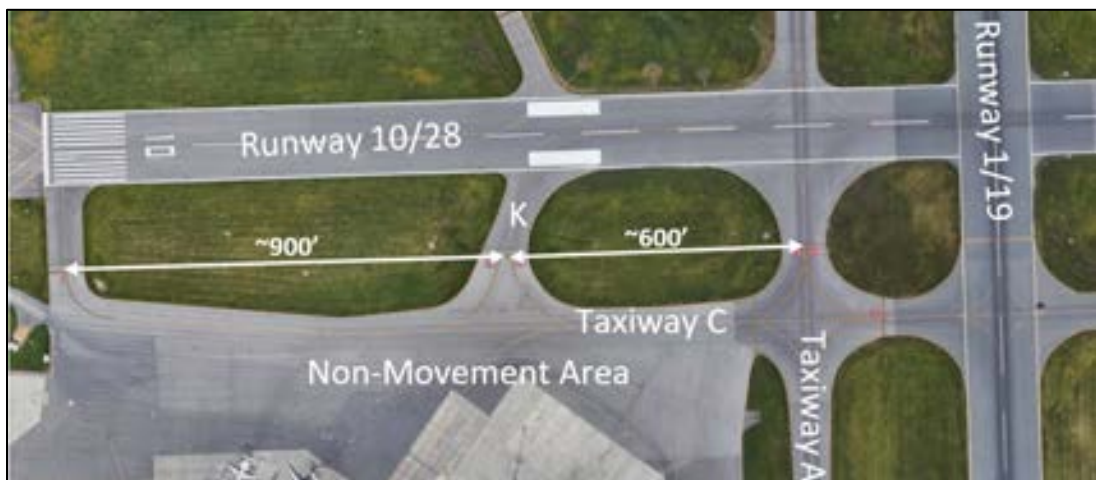 Runway 10/28
Runway 1/19
K
~900’
~600’
Taxiway C
Non-Movement Area
Taxiway A